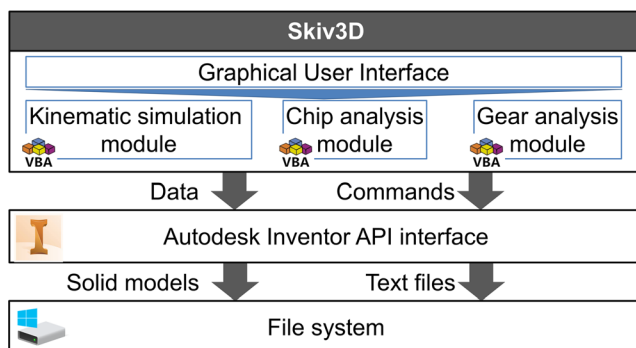 Skiv3D
Graphical User Interface
Kinematic simulation
module
VBA
Chip analysis
module
VBA
Gear analysis
module
VBA
Data
Commands
Autodesk Inventor API interface
Solid models
Text files
File system